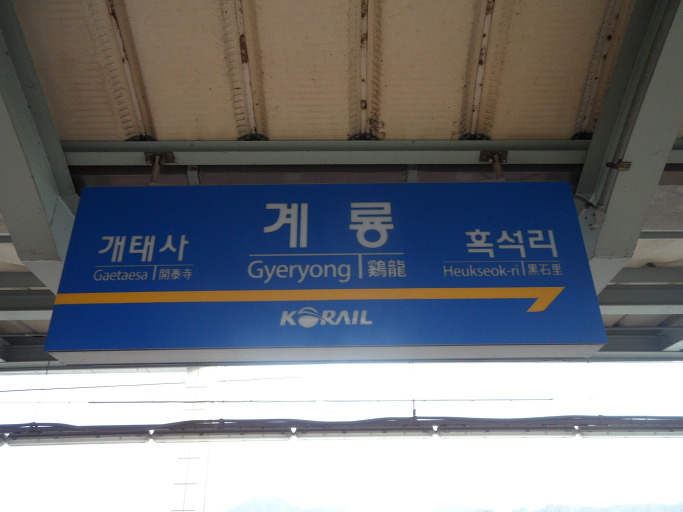 개태사
Gaetaesa 開泰寺
계룡
Gyeryong 鷄龍
흑석리
Heukseok-ri 黑石里
KORAIL